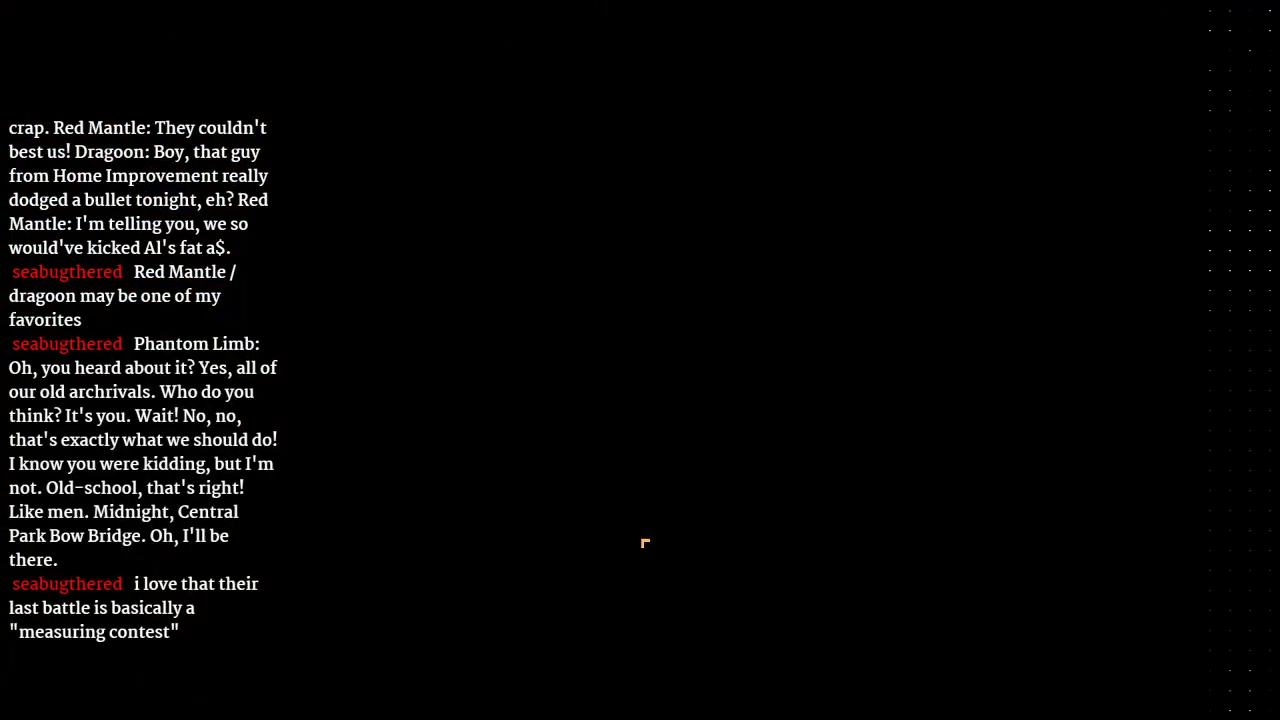 crap. Red Mantle: They couldn't
best us! Dragoon: Boy, that guy
from Home Improvement really
dodged a bullet tonight, eh? Red
Mantle: I'm telling you, we so
would've kicked Al's fat a$.
seabugthered Red Mantle /
dragoon may be one of my
favorites
seabugthered Phantom Limb:
Oh, you heard about it? Yes, all of
our old archrivals. Who do you
think? It's you. Wait! No, no,
that's exactly what we should do!
I know you were kidding, but I'm
not. Old-school, that's right!
Like men. Midnight, Central
Park Bow Bridge. Oh, I'll be
there.
seabugthered i love that their
last battle is basically a
"measuring contest"